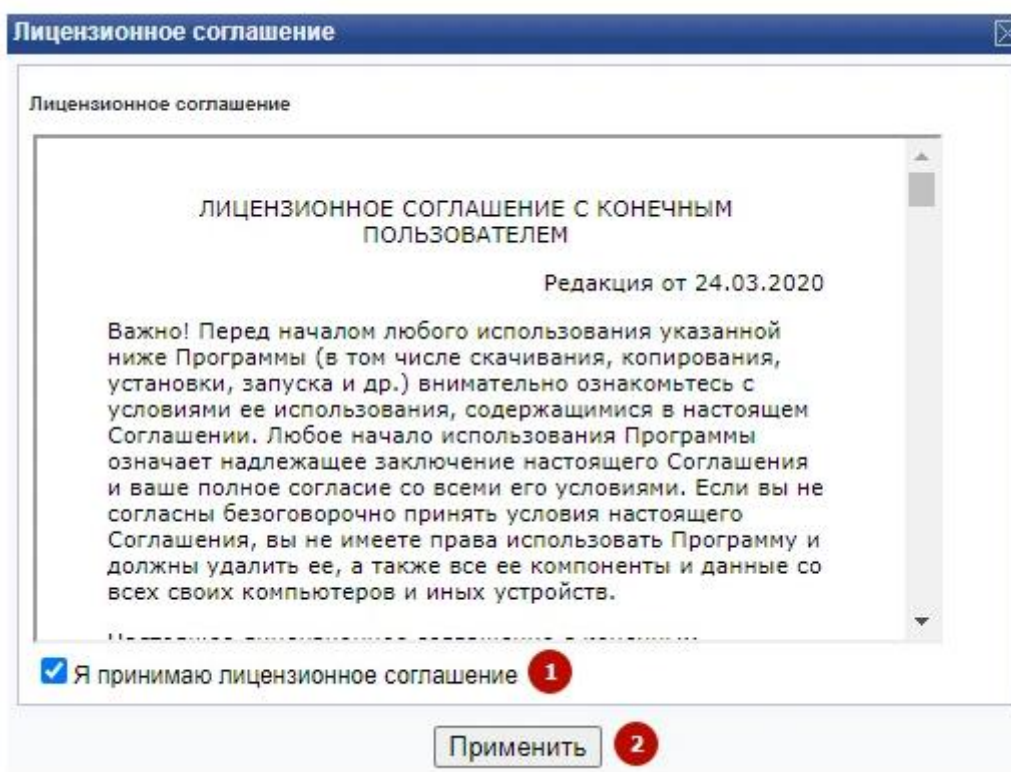 Лицензионное соглашение
Лицензионное соглашение
ЛИЦЕНЗИОННОЕ СОГЛАШЕНИЕ С КОНЕЧНЫМ
ПОЛЬЗОВАТЕЛЕМ
Редакция от 24.03.2020
Важно! Перед началом любого использования указанной
ниже Программы (в том числе скачивания, копирования,
установки, запуска и др.) внимательно ознакомьтесь с
условиями ее использования, содержащимися в настоящем
Соглашении. Любое начало использования Программы
означает надлежащее заключение настоящего Соглашения
и ваше полное согласие со всеми его условиями. Если вы не
согласны безоговорочно принять условия настоящего
Соглашения, вы не имеете права использовать Программу и
должны удалить ее, а также все ее компоненты и данные со
всех своих компьютеров и иных устройств.
Я принимаю лицензионное соглашение 1
Применить 2